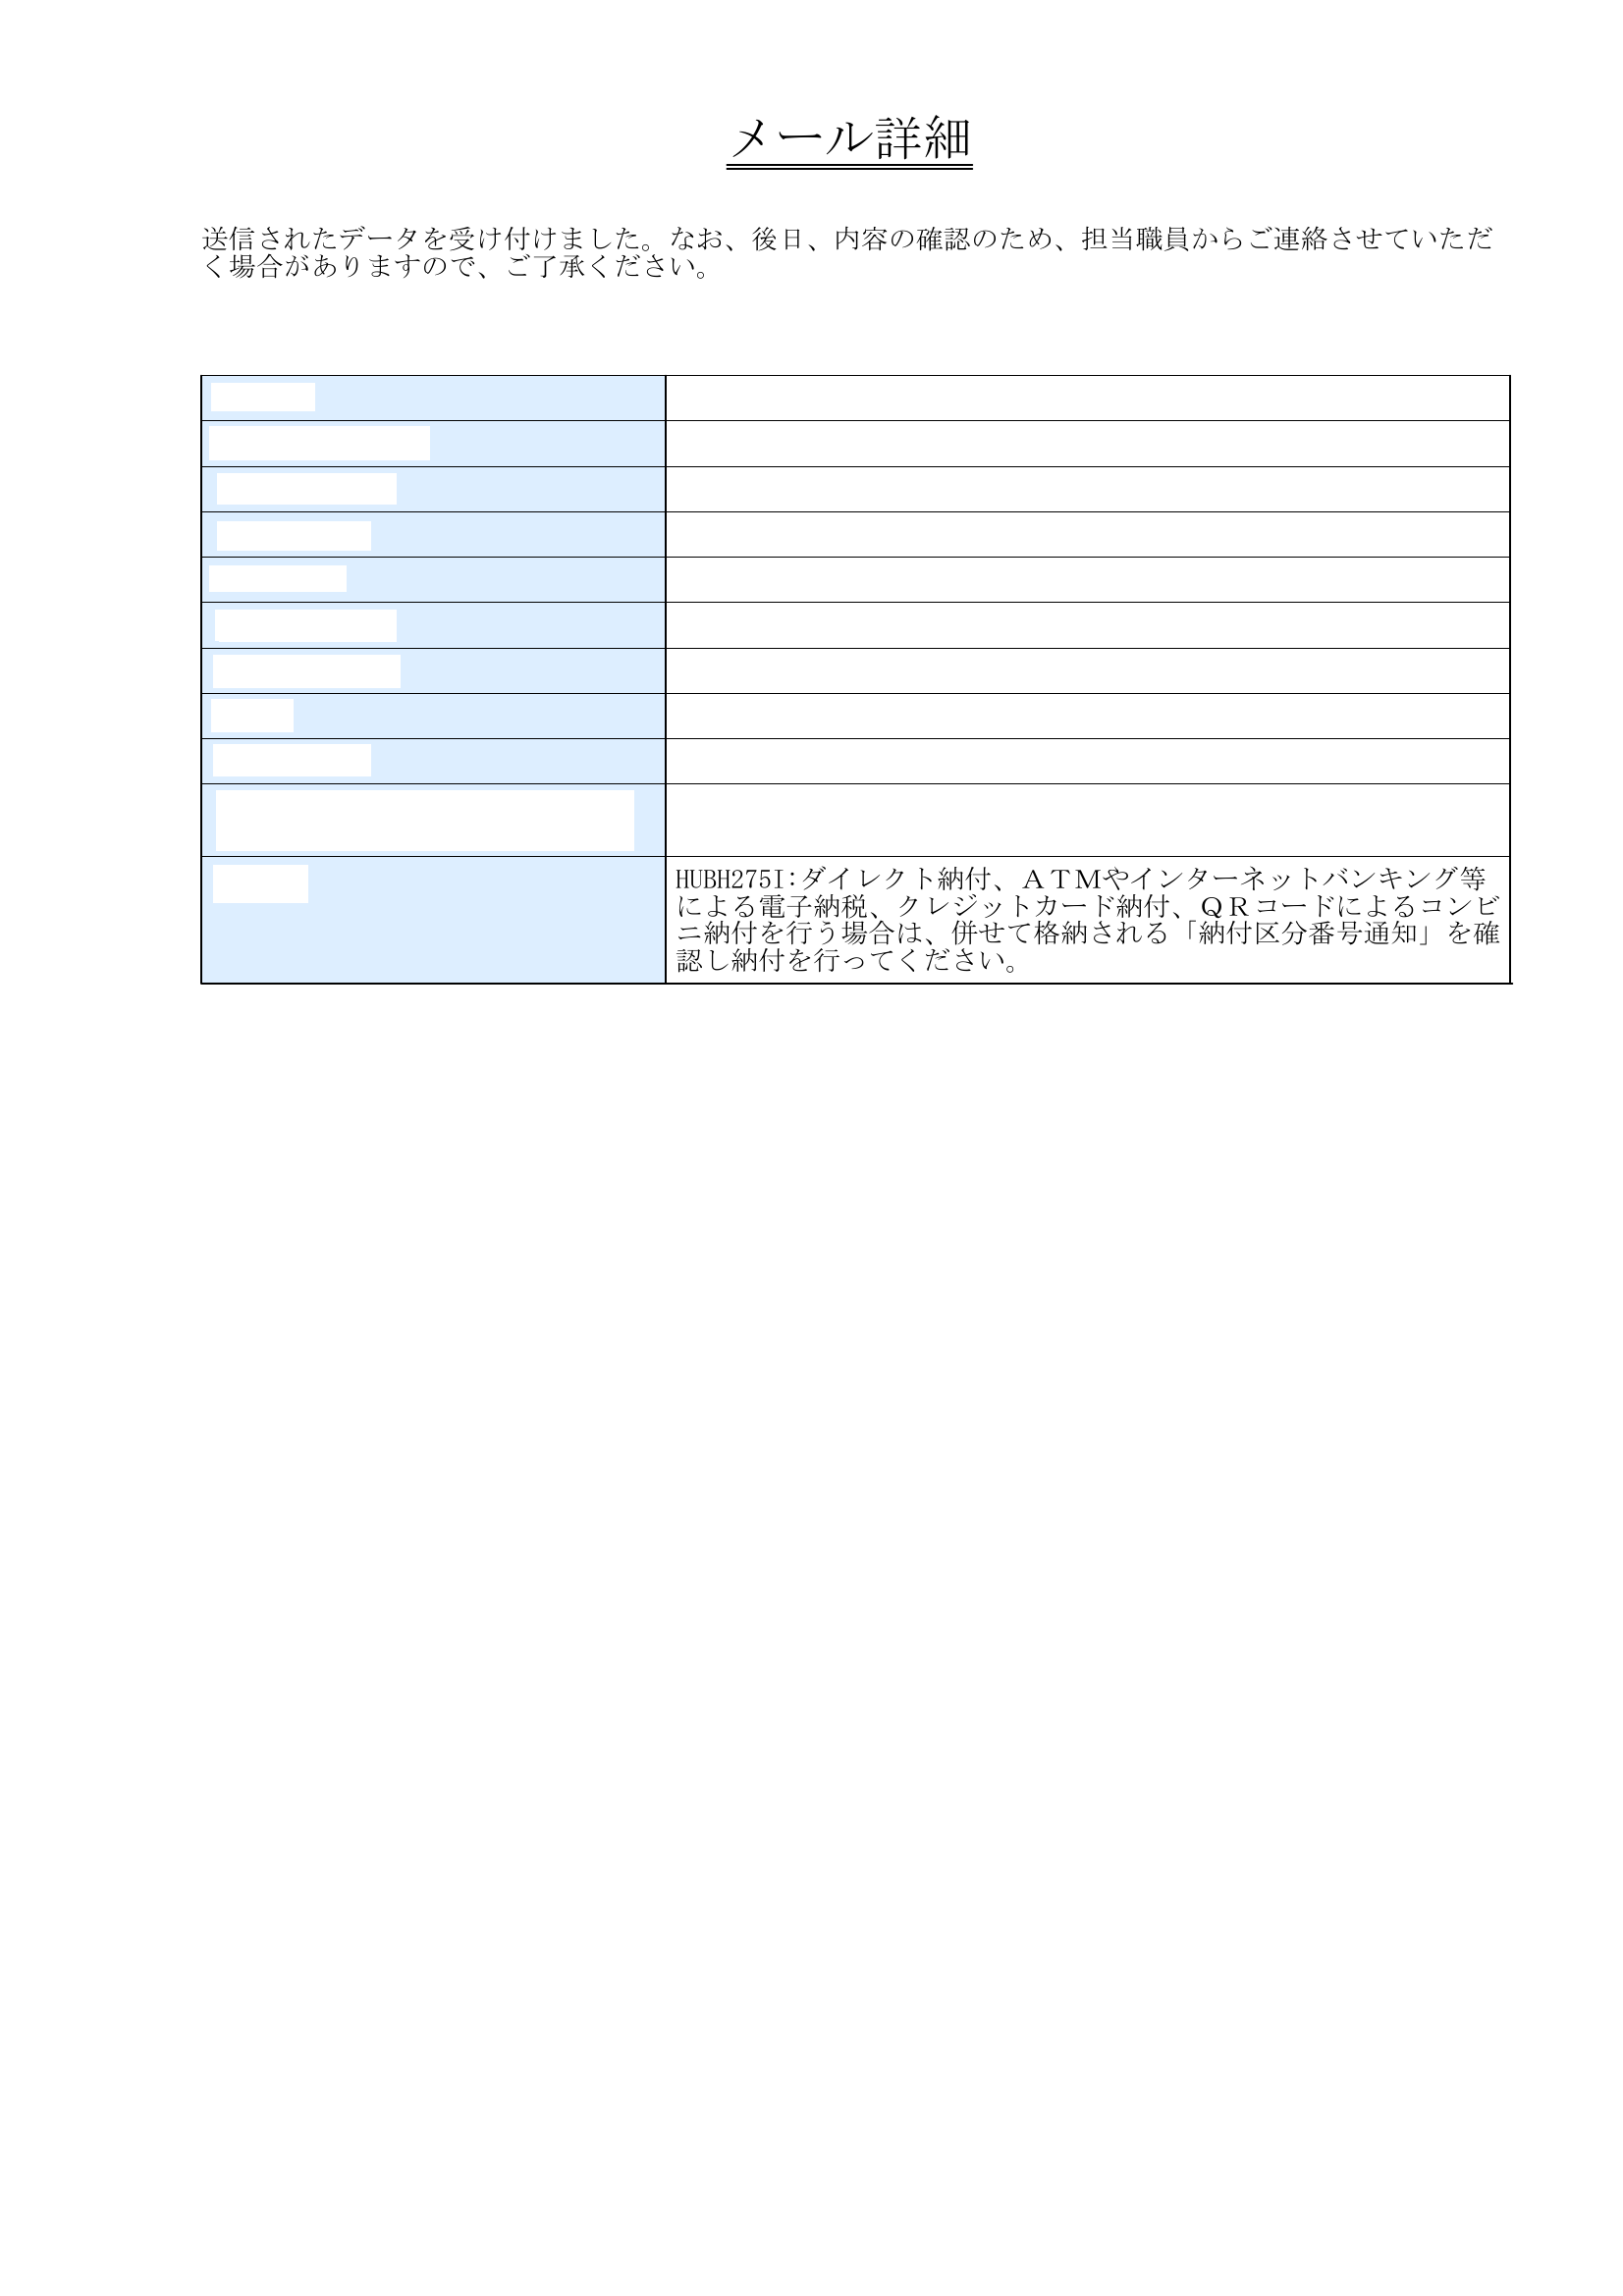 メール詳細
送信されたデータを受け付けました。なお、後日、内容の確認のため、担当職員からご連絡させていただ
く場合がありますので、ご了承ください。
HUBH275I:ダイレクト納付、ＡＴＭやインターネットバンキング等
による電子納税、クレジットカード納付、ＱＲコードによるコンビ
ニ納付を行う場合は、併せて格納される「納付区分番号通知」を確
認し納付を行ってください。